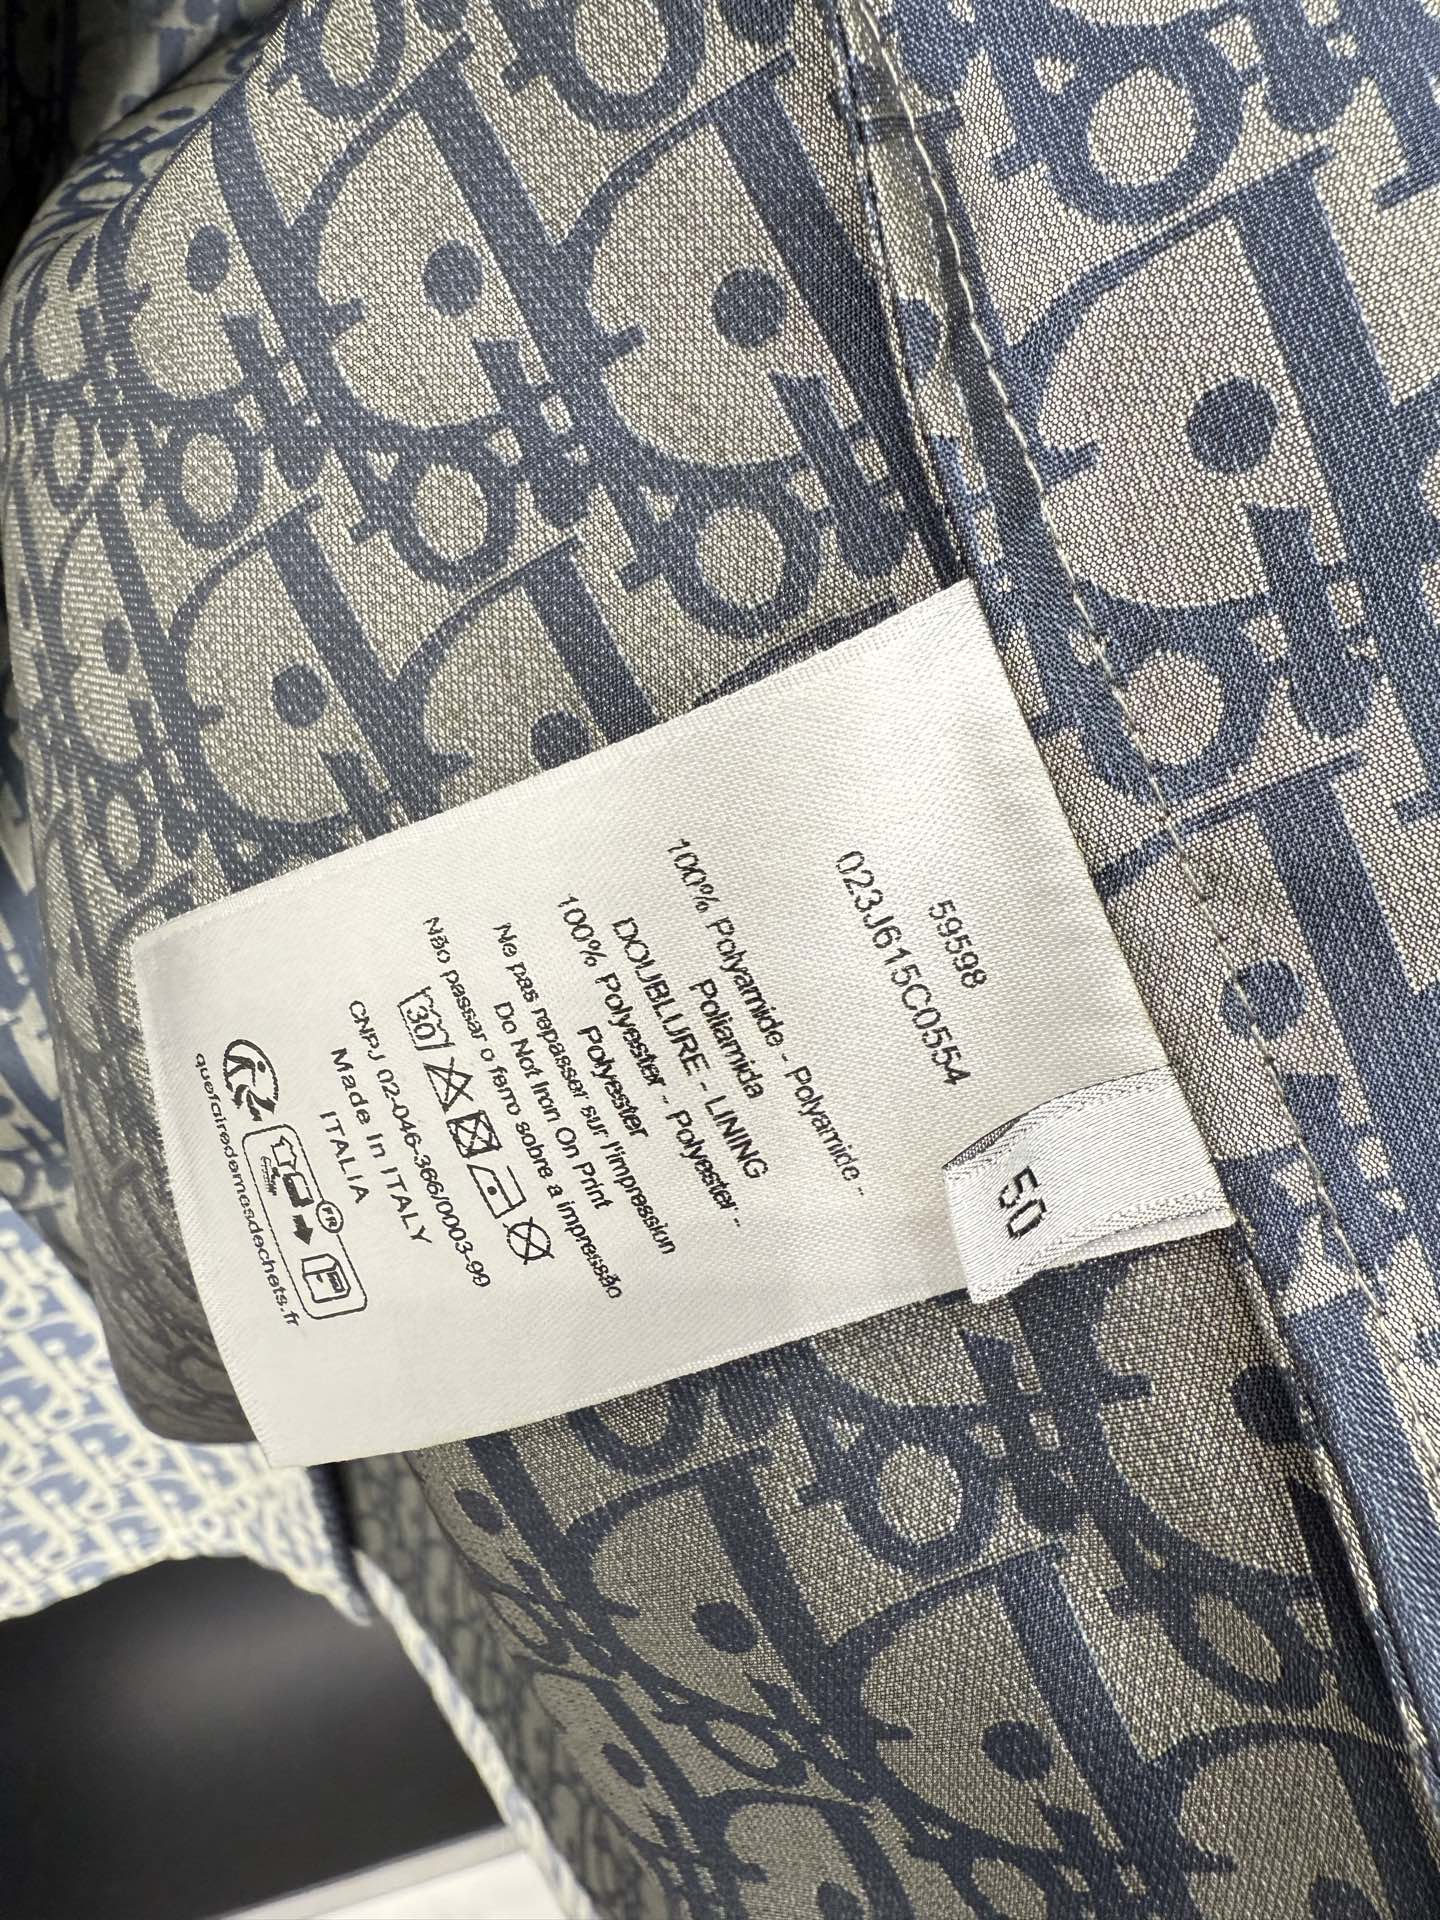 59598
023J615C0554
100% Polyamide - Polyamide -
Poliamida
DOUBLURE - LINING
100% Polyester - Polyester -
Polyester
Ne pas repasser sur l'impression
Do Not Iron On Print
Não passar o ferro sobre a impressão
30
CNPJ 02-046-366/0003-99
Made In ITALY
ITALIA
FR
quefairedemesdechets.fr
50